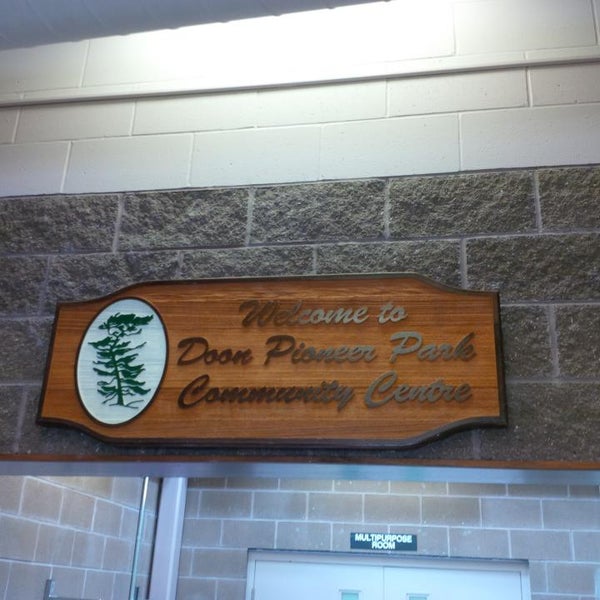 Welcome to
Doon Pioneer Park
Community Centre
MULTIPURPOSE
ROOM